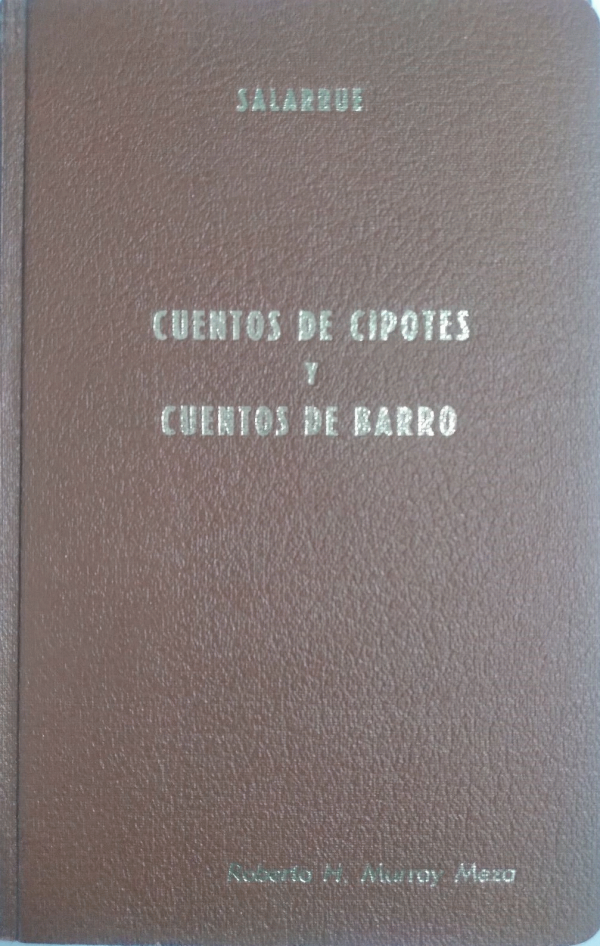 SALARRUE
CUENTOS DE CIPOTES
Y
CUENTOS DE BARRO
Roberto H. Murray Meza